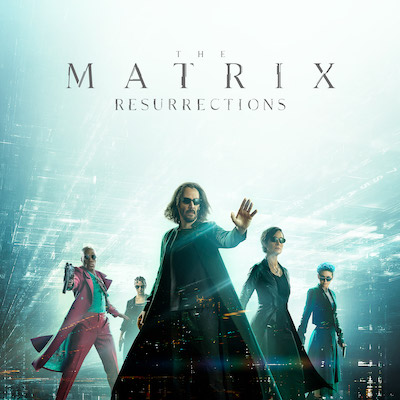 THE
MATRIX
RESURRECTIONS